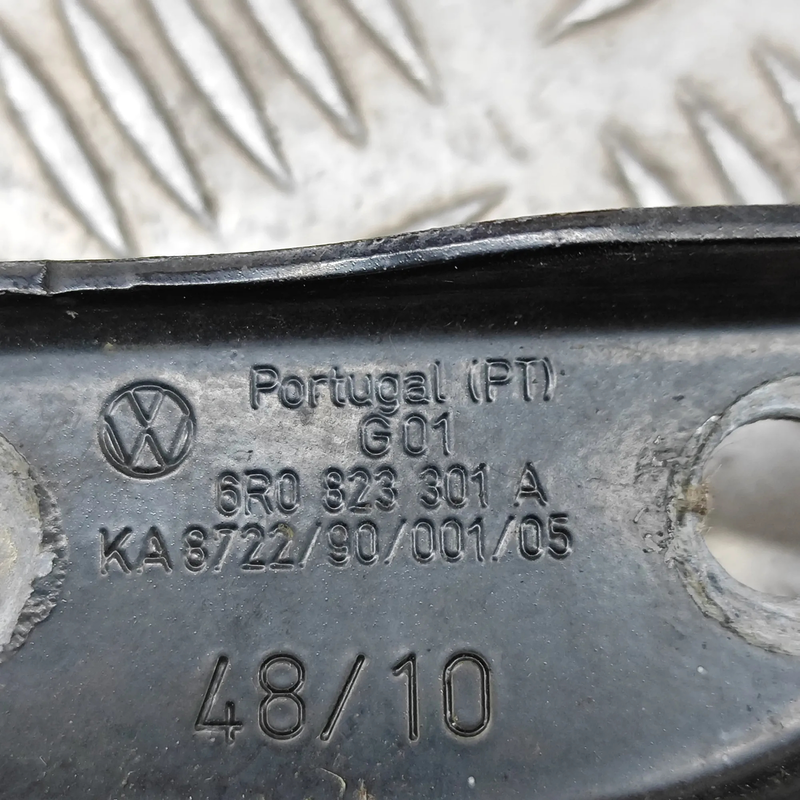 Portugal (PT)
G01
6R0 823 301 A
KA 8722/90/001/05
48/10